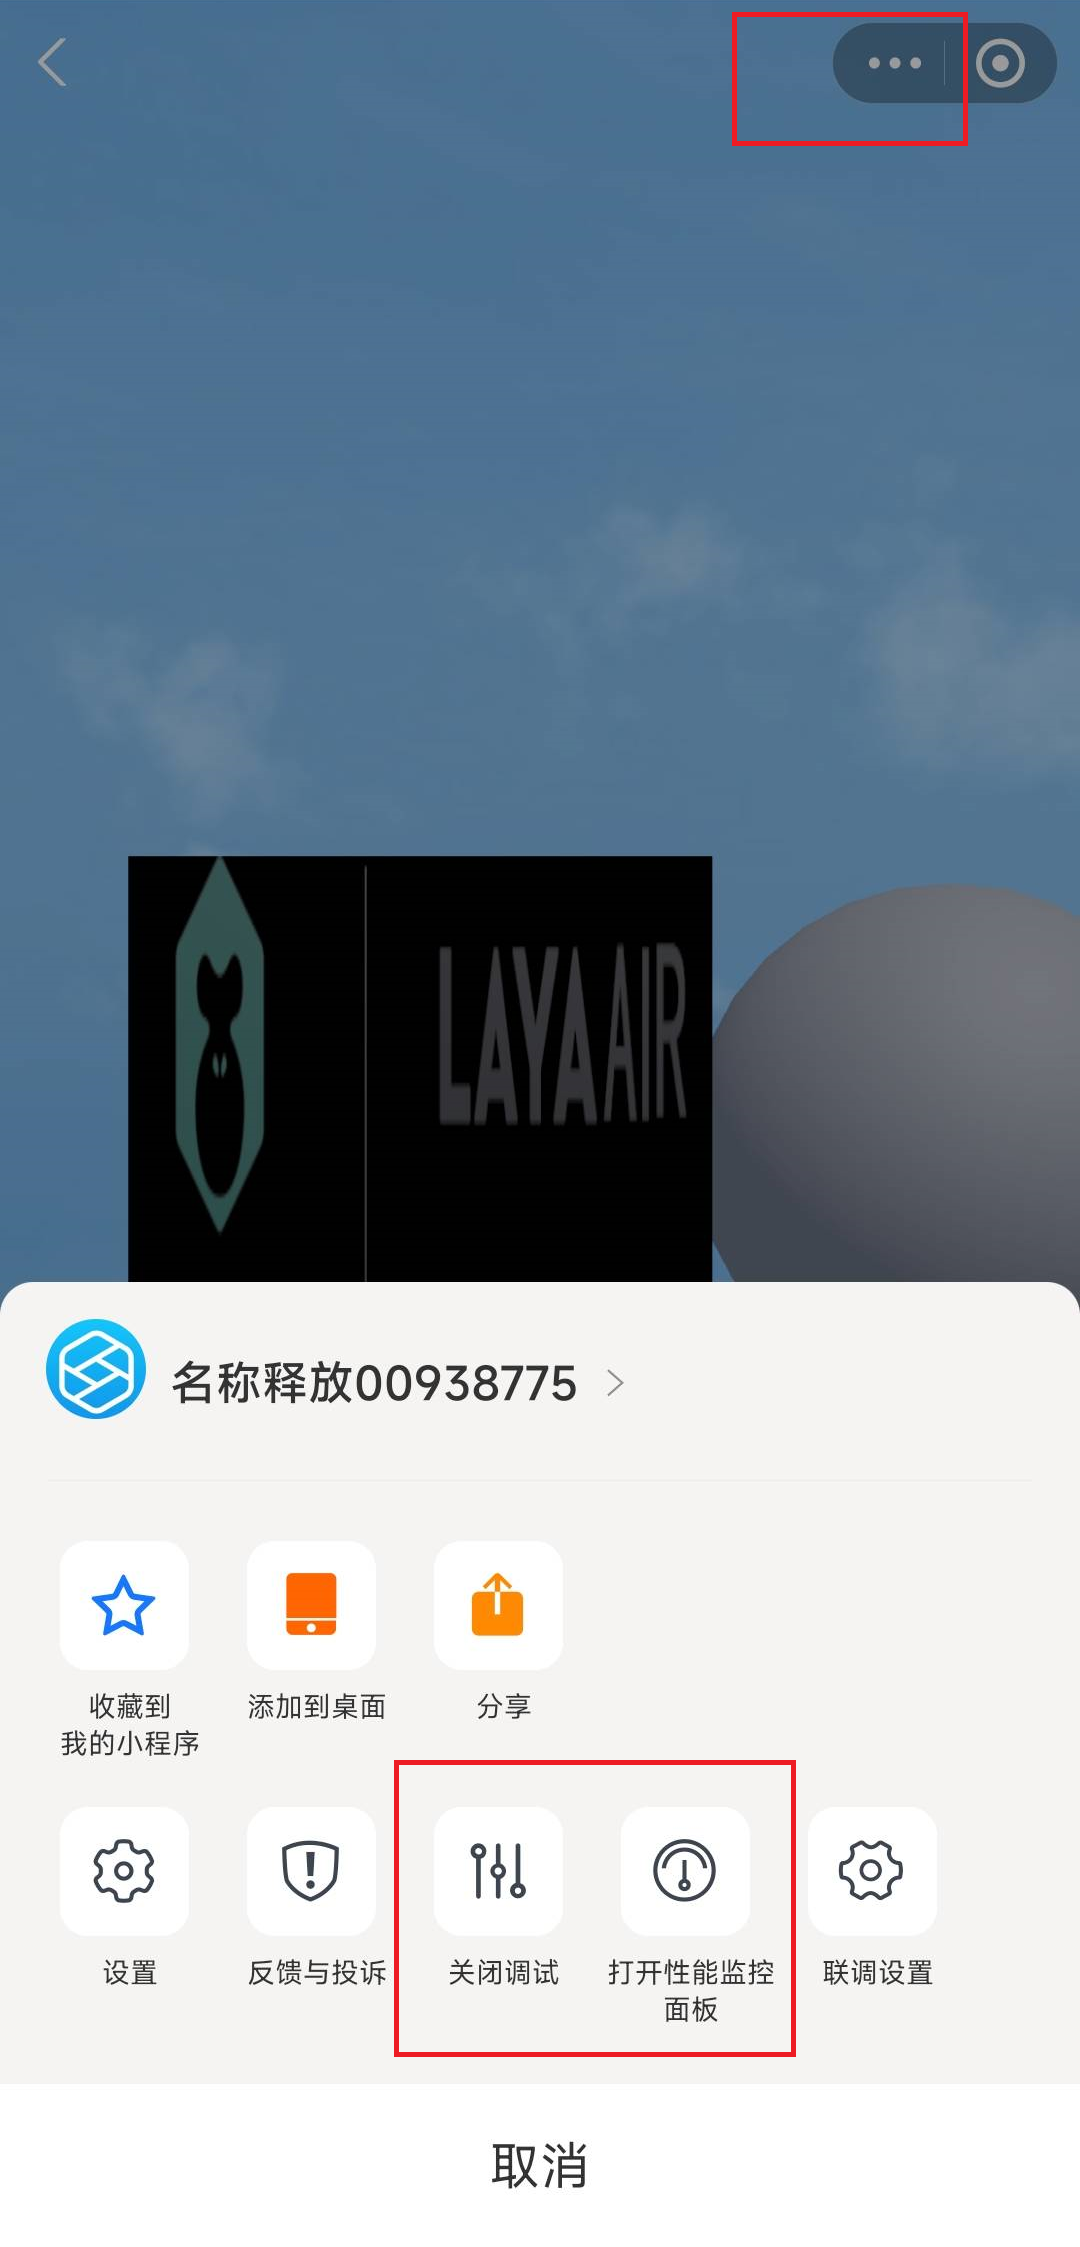 LAYAAIR
名称释放00938775
收藏到
我的小程序
添加到桌面
分享
设置
反馈与投诉
关闭调试
打开性能监控
面板
联调设置
取消